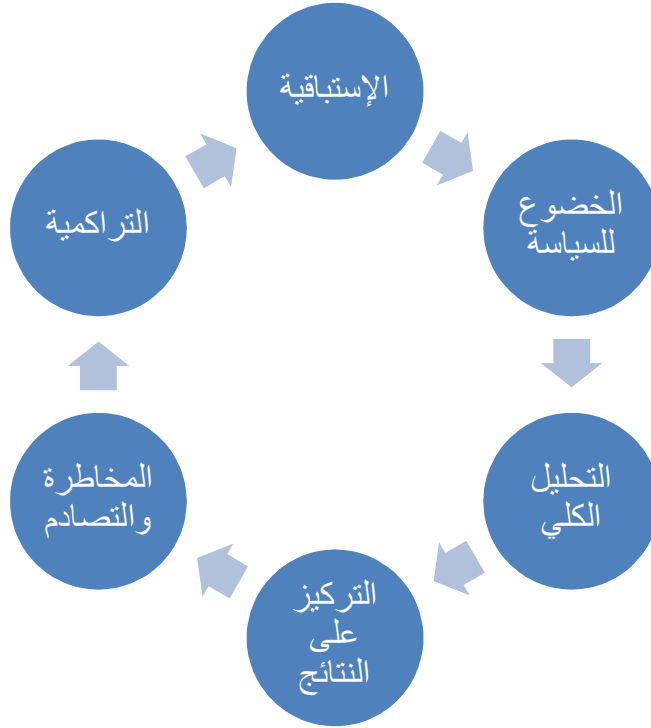 الإستباقية
الخضوع
للسياسة
التحليل
الكلي
التركيز
على
النتائج
المخاطرة
والتصادم
التراكمية